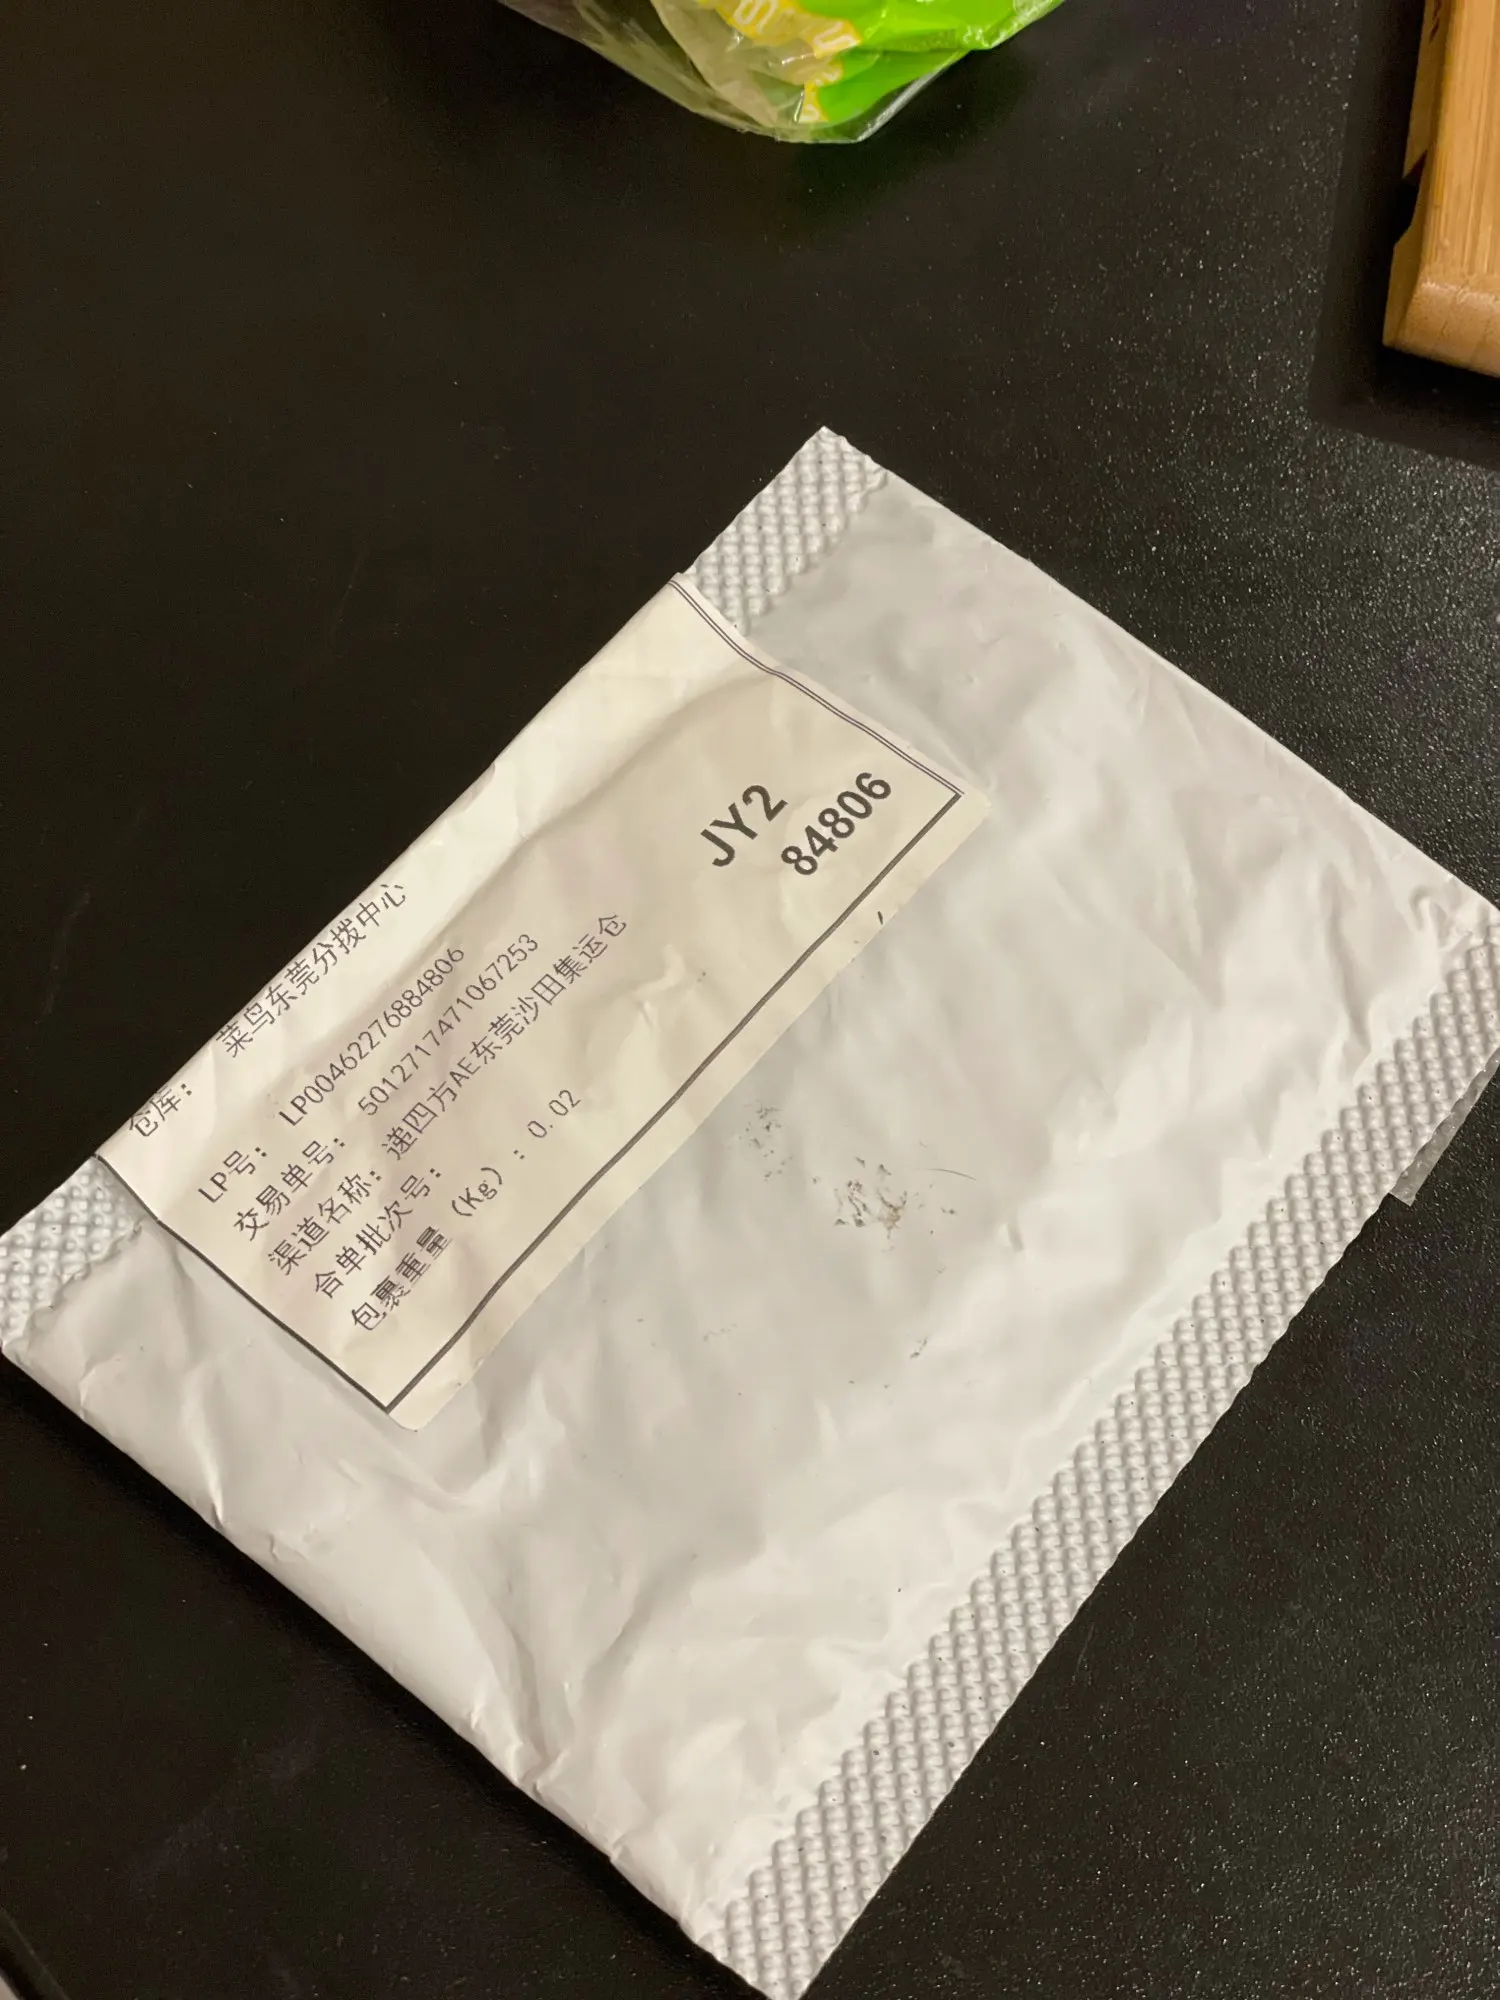 仓库： 菜鸟东莞分拨中心
LP号： LP00462276884806
交易单号： 5012717471067253
渠道名称： 递四方AE东莞沙田集运仓
合单批次号：
包裹重量（Kg）：0.02
JY2
84806